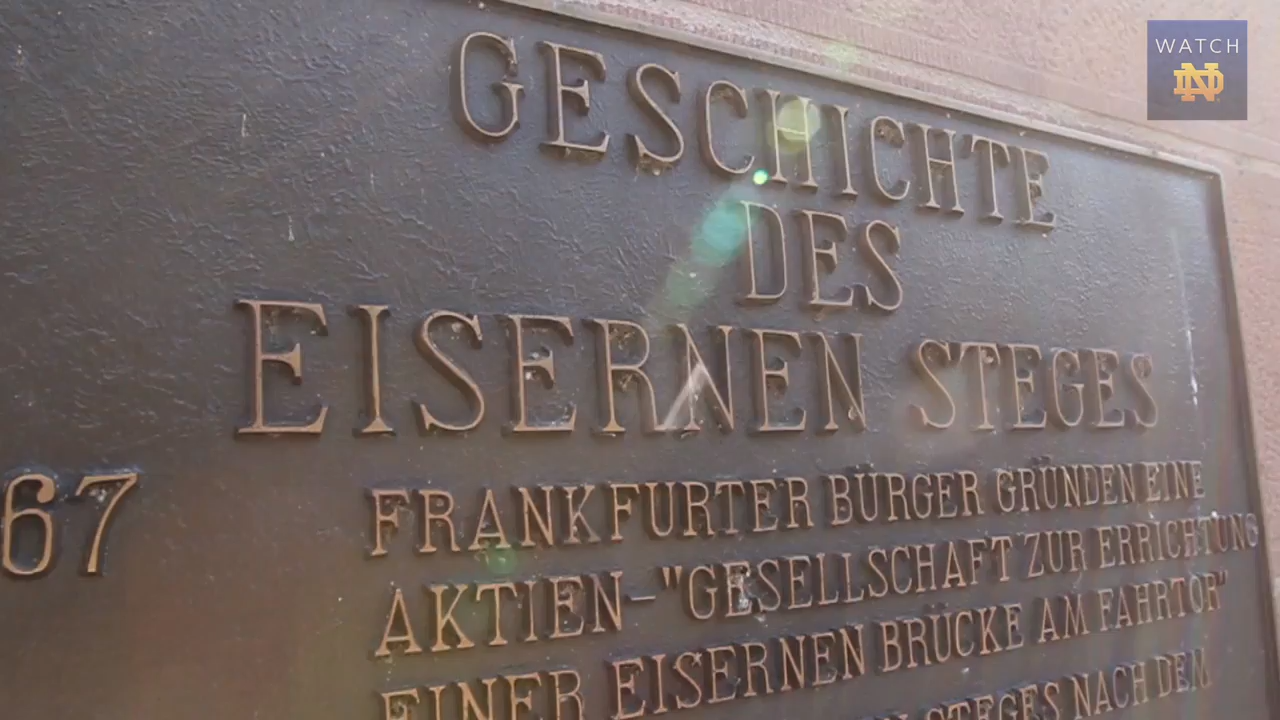 WATCH
ND
GESCHICHTE
DES
EISERNEN STEGES
67 FRANKFURTER BÜRGER GRÜNDEN EINE
AKTIEN-"GESELLSCHAFT ZUR ERRICHTUNG
EINER EISERNEN BRÜCKE AM FAHRTOR"
STEGES NACH DEM